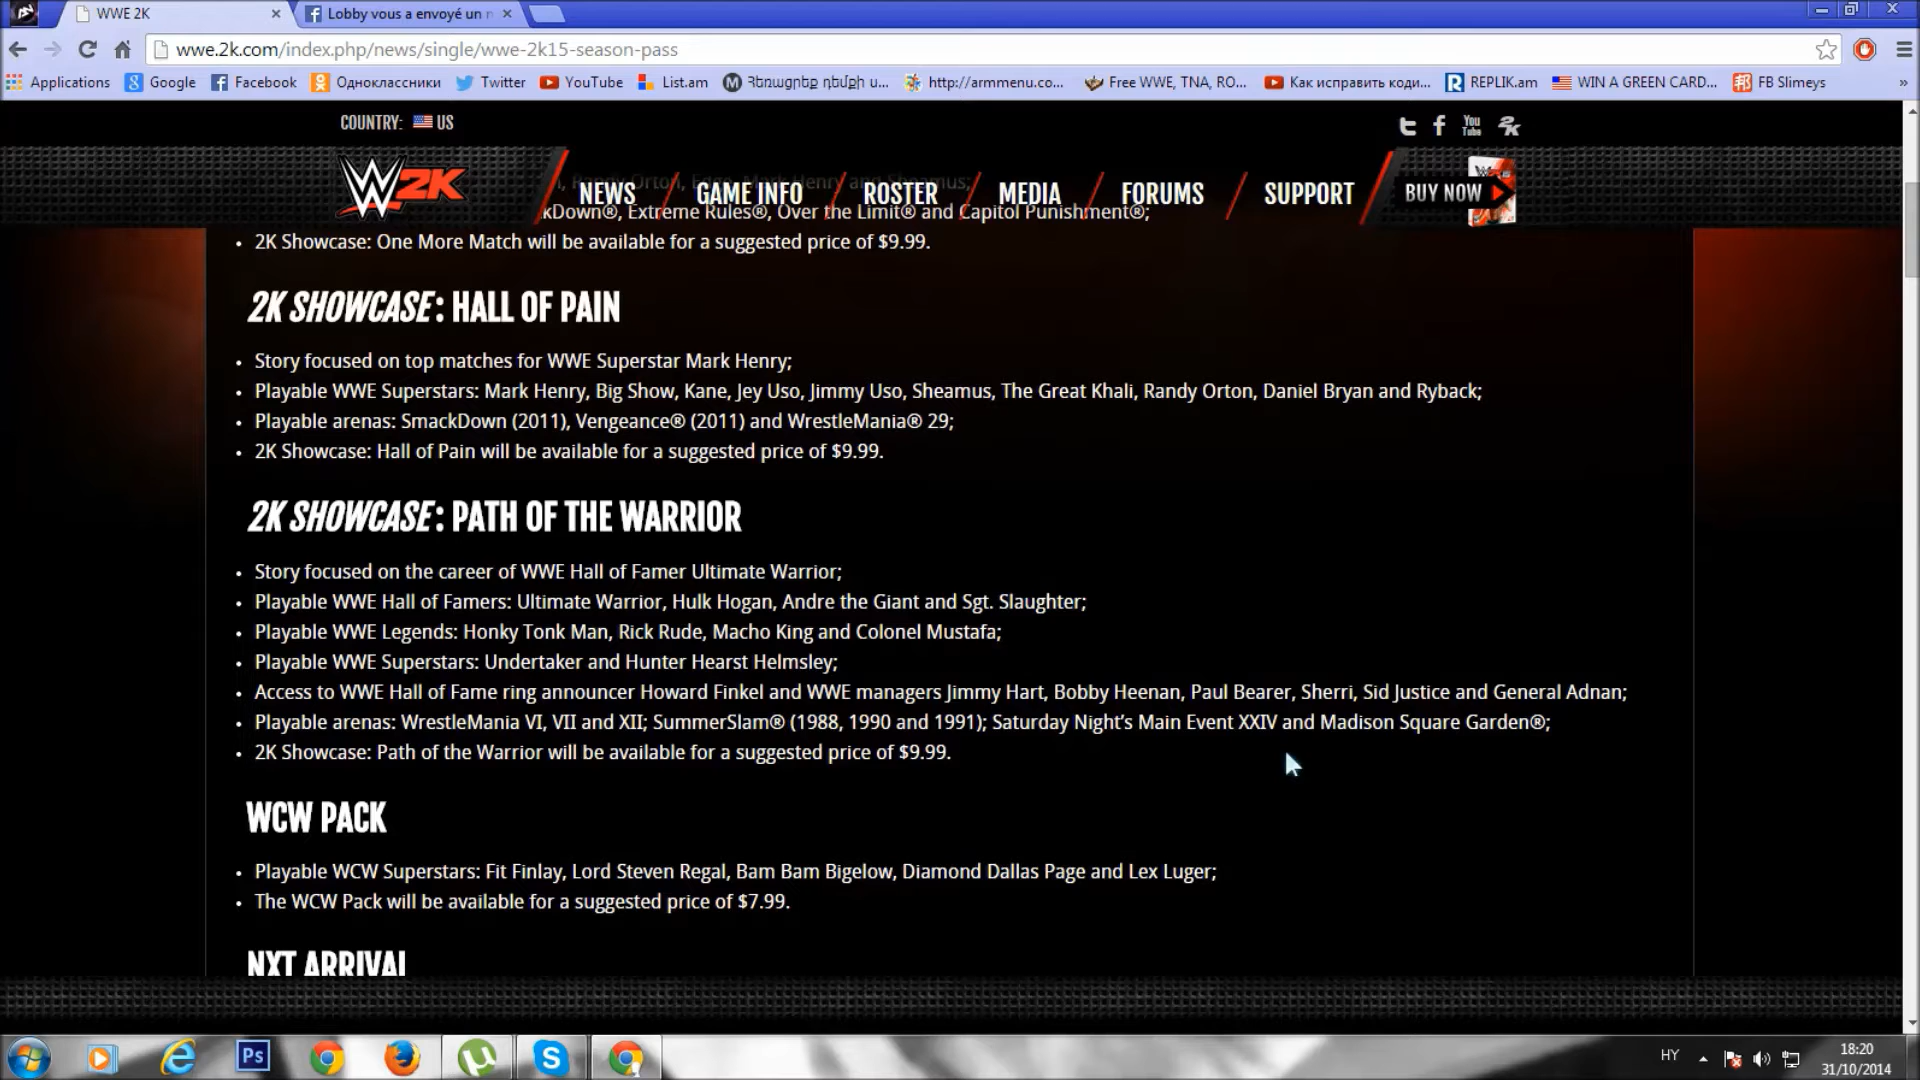 WWE 2K
Lobby vous a envoyé un n
wwe.2k.com/index.php/news/single/wwe-2k15-season-pass
Applications Google Facebook Одноклассники Twitter YouTube List.am Հեռացրեք դեմքի ս... http://armmenu.co... Free WWE, TNA, RO... Как исправить коди... REPLIK.am WIN A GREEN CARD... FB Slimeys »
COUNTRY: US
You Tube 2K
W2K NEWS GAME INFO ROSTER MEDIA FORUMS SUPPORT BUY NOW
Randy Orton, Edge, Mark Henry and Sheamus;
kDown®, Extreme Rules®, Over the Limit® and Capitol Punishment®;
• 2K Showcase: One More Match will be available for a suggested price of $9.99.
2K SHOWCASE: HALL OF PAIN
• Story focused on top matches for WWE Superstar Mark Henry;
• Playable WWE Superstars: Mark Henry, Big Show, Kane, Jey Uso, Jimmy Uso, Sheamus, The Great Khali, Randy Orton, Daniel Bryan and Ryback;
• Playable arenas: SmackDown (2011), Vengeance® (2011) and WrestleMania® 29;
• 2K Showcase: Hall of Pain will be available for a suggested price of $9.99.
2K SHOWCASE: PATH OF THE WARRIOR
• Story focused on the career of WWE Hall of Famer Ultimate Warrior;
• Playable WWE Hall of Famers: Ultimate Warrior, Hulk Hogan, Andre the Giant and Sgt. Slaughter;
• Playable WWE Legends: Honky Tonk Man, Rick Rude, Macho King and Colonel Mustafa;
• Playable WWE Superstars: Undertaker and Hunter Hearst Helmsley;
• Access to WWE Hall of Fame ring announcer Howard Finkel and WWE managers Jimmy Hart, Bobby Heenan, Paul Bearer, Sherri, Sid Justice and General Adnan;
• Playable arenas: WrestleMania VI, VII and XII; SummerSlam® (1988, 1990 and 1991); Saturday Night's Main Event XXIV and Madison Square Garden®;
• 2K Showcase: Path of the Warrior will be available for a suggested price of $9.99.
WCW PACK
• Playable WCW Superstars: Fit Finlay, Lord Steven Regal, Bam Bam Bigelow, Diamond Dallas Page and Lex Luger;
• The WCW Pack will be available for a suggested price of $7.99.
NXT ARRIVAL
Ps
HY
18:20
31/10/2014